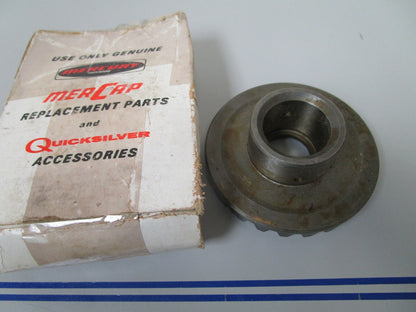 USE ONLY GENUINE
MERCURY
MERCAP
REPLACEMENT PARTS
and
QUICKSILVER
ACCESSORIES